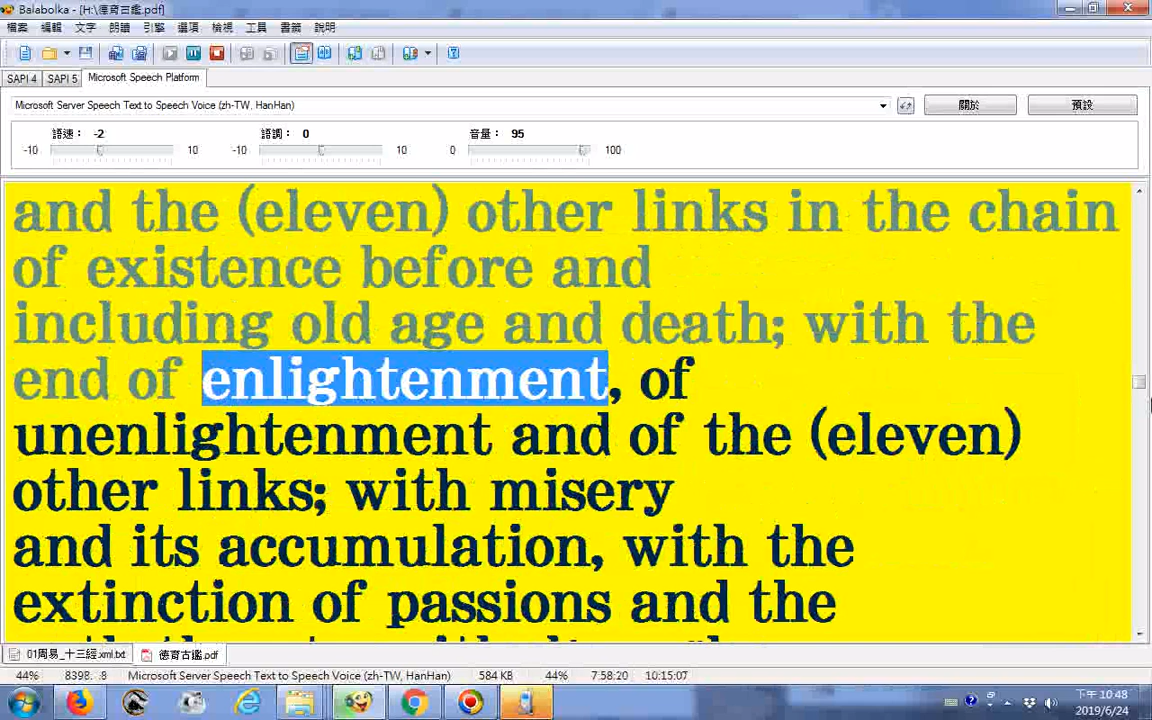 Balabolka - [H:\德育古鑑.pdf]
檔案 編輯 文字 朗讀 引擎 選項 檢視 工具 書籤 說明
SAPI 4 SAPI 5 Microsoft Speech Platform
Microsoft Server Speech Text to Speech Voice (zh-TW, HanHan) 關於 預設
語速： -2 語調： 0 音量： 95
-10 10 -10 10 0 100
and the (eleven) other links in the chain
of existence before and
including old age and death; with the
end of enlightenment, of
unenlightenment and of the (eleven)
other links; with misery
and its accumulation, with the
extinction of passions and the
01周易_十三經.xml.txt 德育古鑑.pdf
44% 8398. .8 Microsoft Server Speech Text to Speech Voice (zh-TW, HanHan) 584 KB 44% 7:58:20 10:15:07
下午 10:48
2019/6/24